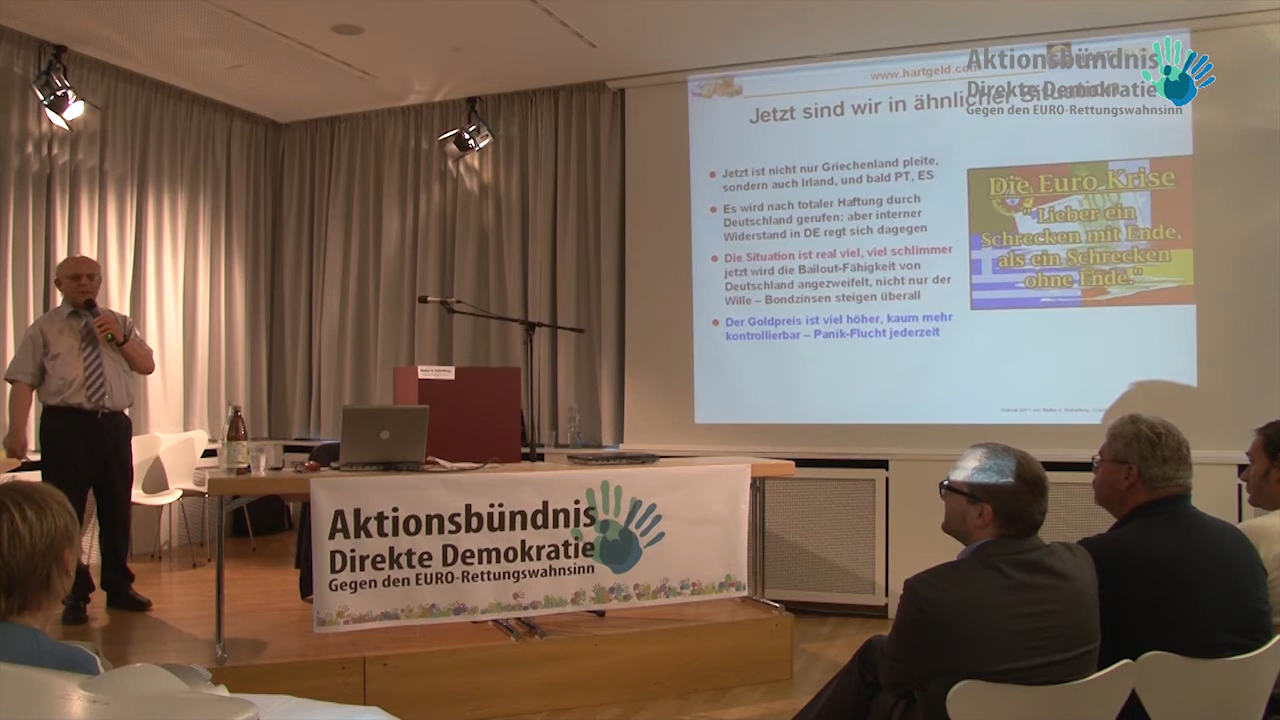 www.hartgeld.com
Jetzt sind wir in ähnlicher
Aktionsbündnis
Direkte Demokratie
Gegen den EURO-Rettungswahnsinn
Jetzt ist nicht nur Griechenland pleite,
sondern auch Irland, und bald PT, ES
Es wird nach totaler Haftung durch
Deutschland gerufen: aber interner
Widerstand in DE regt sich dagegen
Die Situation ist real viel, viel schlimmer
jetzt wird die Bailout-Fähigkeit von
Deutschland angezweifelt, nicht nur der
Wille – Bondzinsen steigen überall
Der Goldpreis ist viel höher, kaum mehr
kontrollierbar – Panik-Flucht jederzeit
Die Euro Krise
"Lieber ein
Schrecken mit Ende,
als ein Schrecken
ohne Ende."
Aktionsbündnis
Direkte Demokratie
Gegen den EURO-Rettungswahnsinn